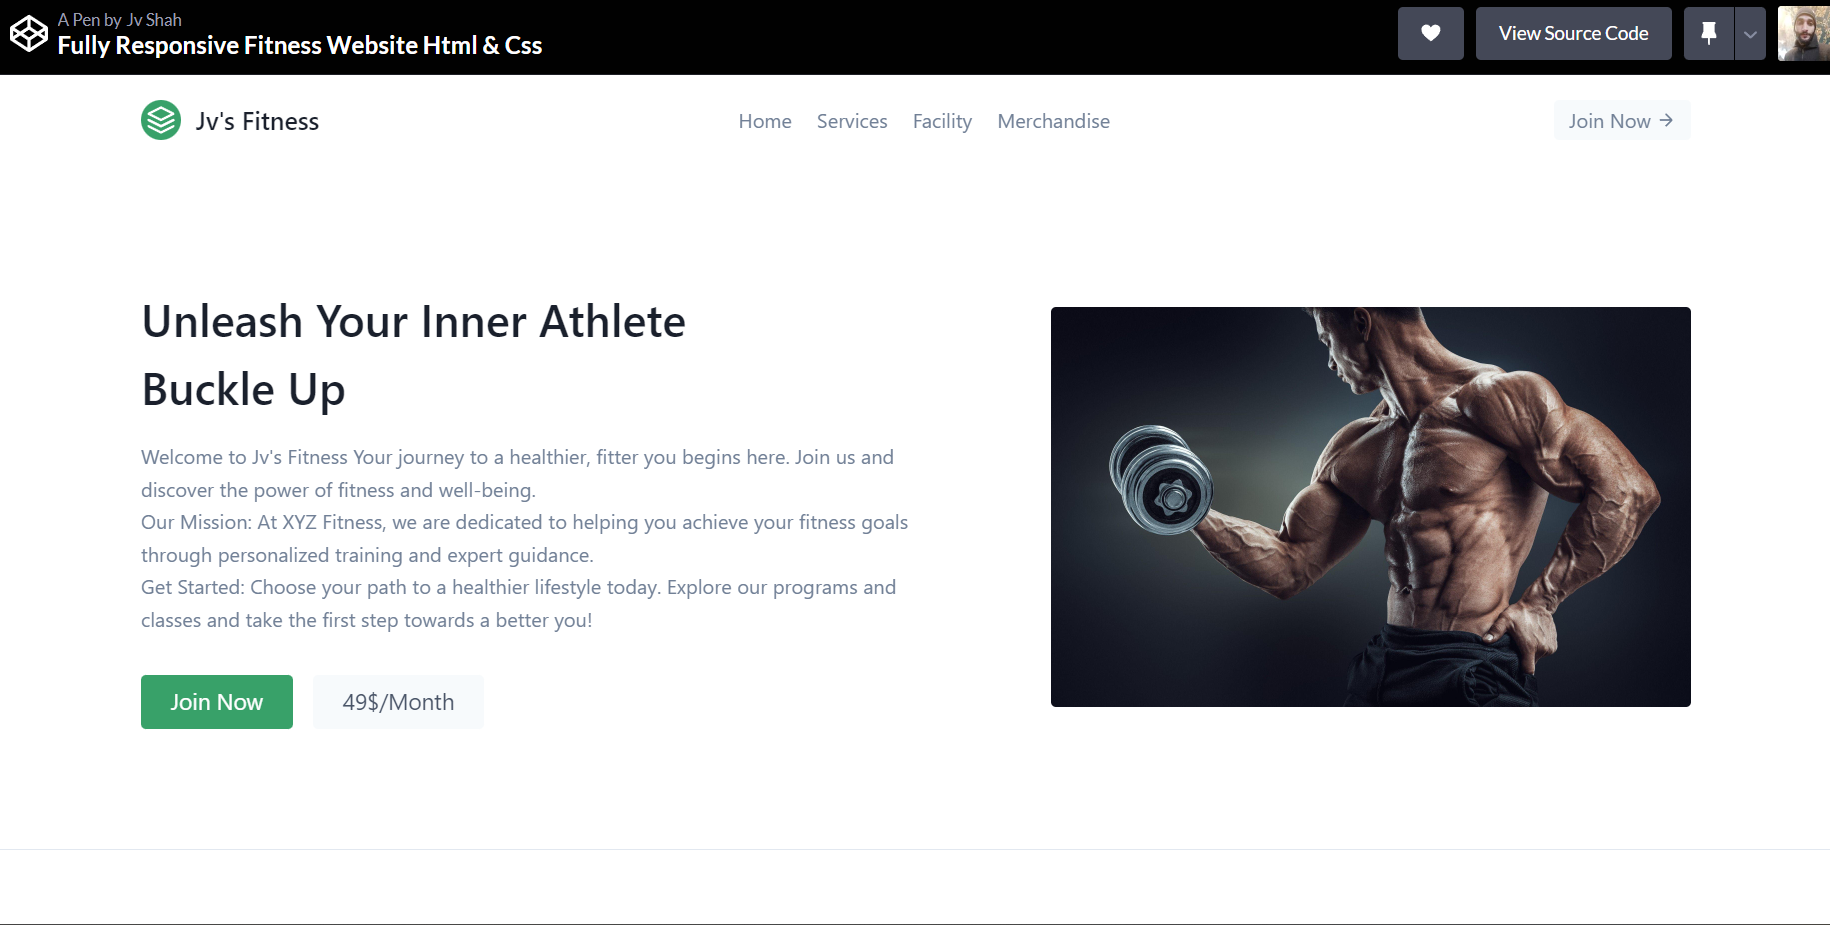 A Pen by Jv Shah
Fully Responsive Fitness Website Html & Css
View Source Code
Jv's Fitness
Home
Services
Facility
Merchandise
Join Now →
Unleash Your Inner Athlete
Buckle Up
Welcome to Jv's Fitness Your journey to a healthier, fitter you begins here. Join us and
discover the power of fitness and well-being.
Our Mission: At XYZ Fitness, we are dedicated to helping you achieve your fitness goals
through personalized training and expert guidance.
Get Started: Choose your path to a healthier lifestyle today. Explore our programs and
classes and take the first step towards a better you!
Join Now
49$/Month